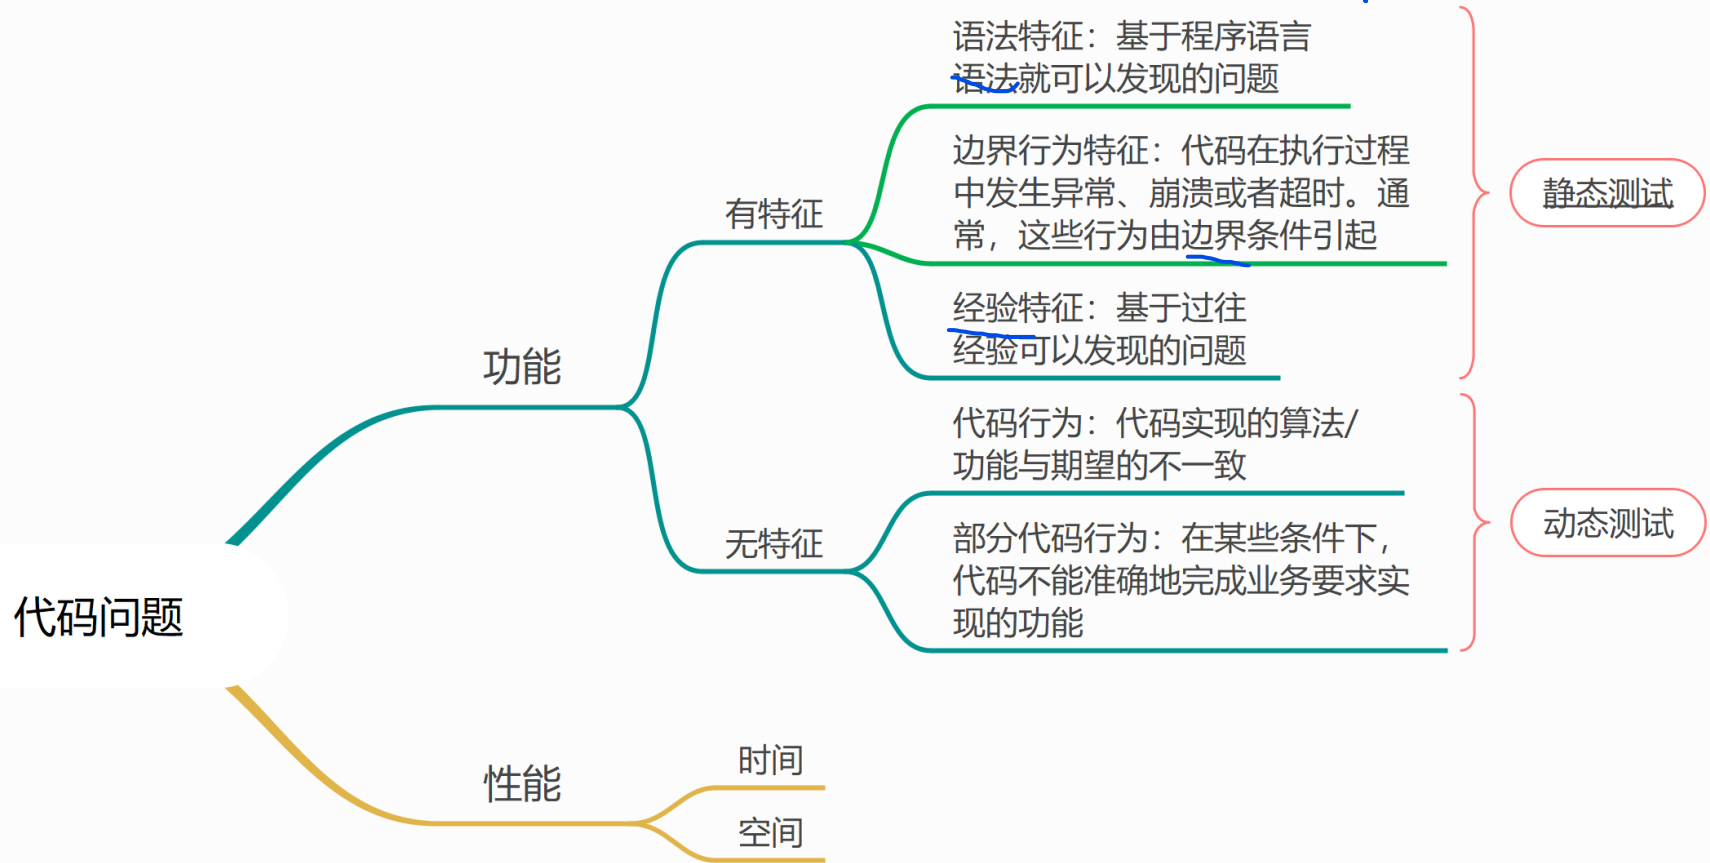 语法特征：基于程序语言
语法就可以发现的问题
边界行为特征：代码在执行过程
中发生异常、崩溃或者超时。通
常，这些行为由边界条件引起
静态测试
有特征
经验特征：基于过往
经验可以发现的问题
功能
代码行为：代码实现的算法/
功能与期望的不一致
动态测试
无特征
部分代码行为：在某些条件下，
代码不能准确地完成业务要求实
现的功能
代码问题
性能
时间
空间